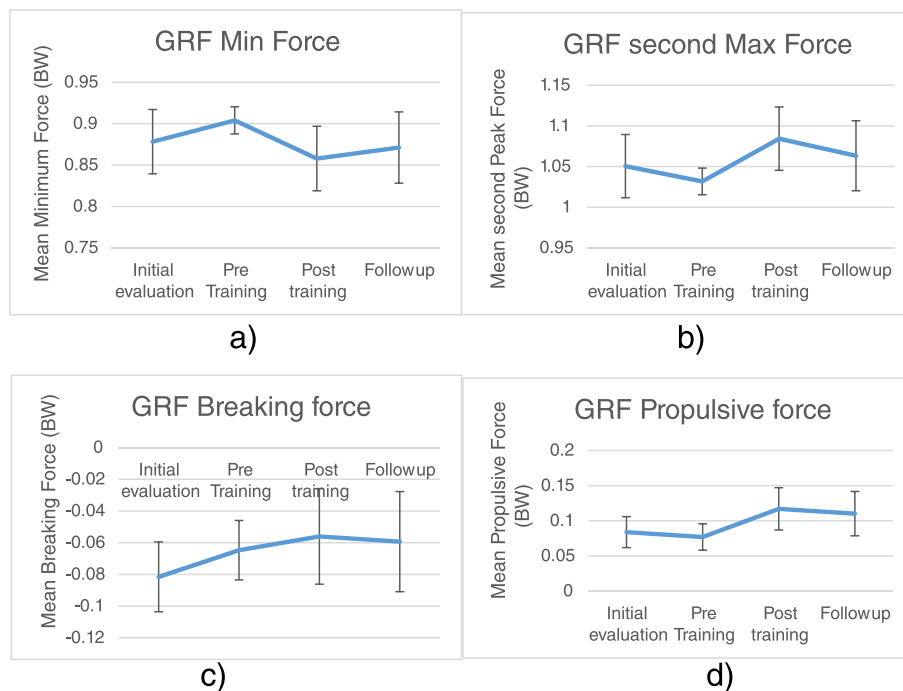 GRF Min Force
Mean Minimum Force (BW)
0.95
0.9
0.85
0.8
0.75
Initial evaluation
Pre Training
Post training
Followup
a)
GRF second Max Force
Mean second Peak Force (BW)
1.15
1.1
1.05
1
0.95
Initial evaluation
Pre Training
Post training
Followup
b)
GRF Breaking force
Mean Breaking Force (BW)
0
-0.02
-0.04
-0.06
-0.08
-0.1
-0.12
Initial evaluation
Pre Training
Post training
Followup
c)
GRF Propulsive force
Mean Propulsive Force (BW)
0.2
0.15
0.1
0.05
0
Initial evaluation
Pre Training
Post training
Followup
d)